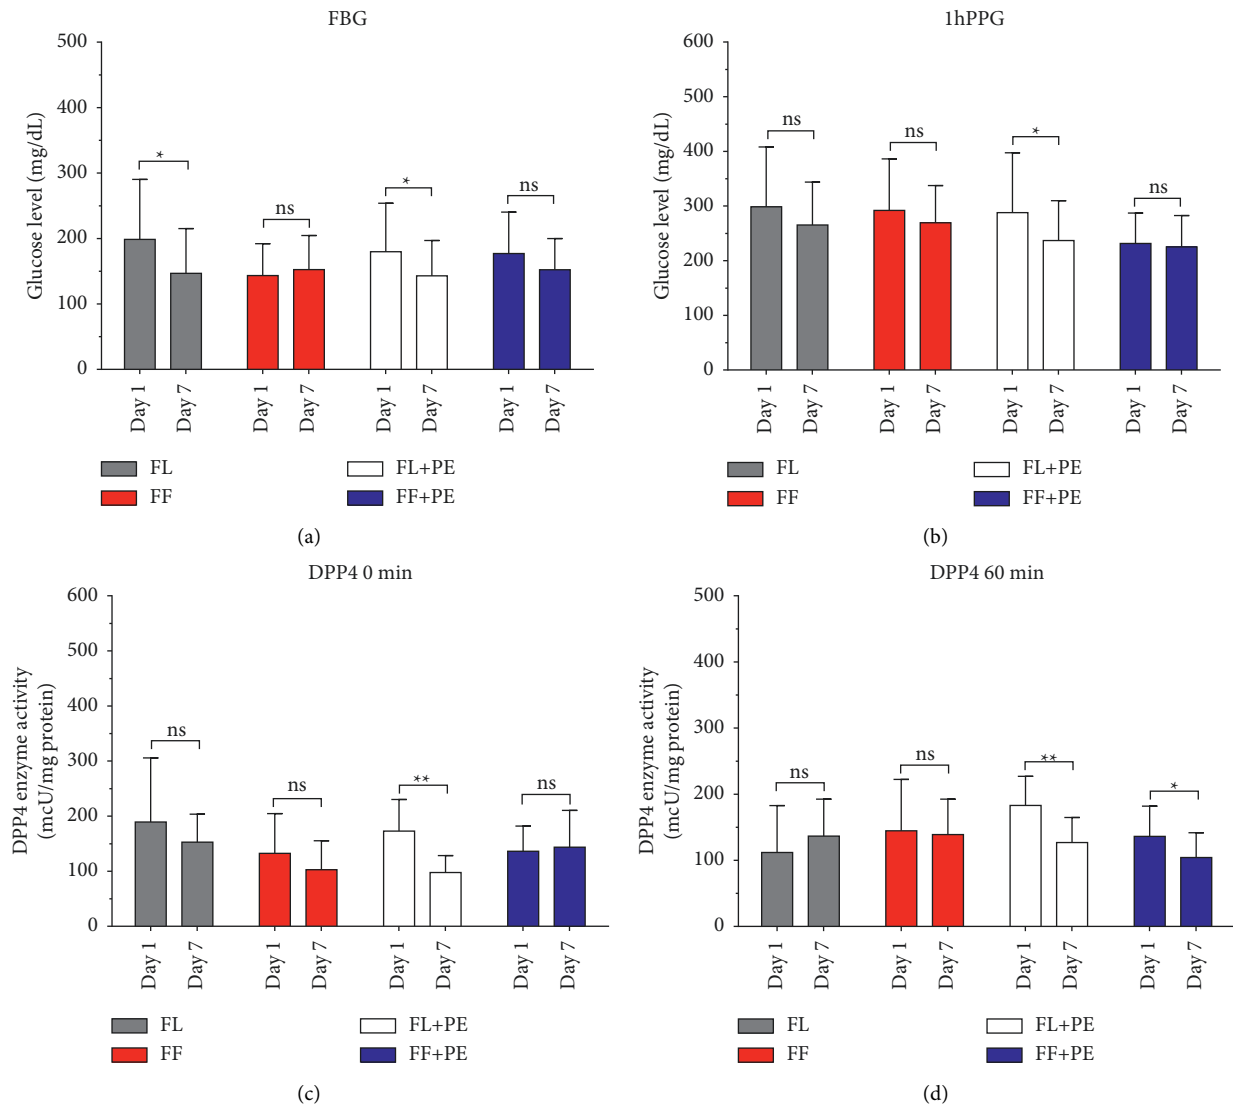 FBG
500
400
300
200
100
0
Glucose level (mg/dL)
*
ns
*
ns
Day 1
Day 7
Day 1
Day 7
Day 1
Day 7
Day 1
Day 7
FL
FL+PE
FF
FF+PE
(a)
1hPPG
600
500
400
300
200
100
0
Glucose level (mg/dL)
ns
ns
*
ns
Day 1
Day 7
Day 1
Day 7
Day 1
Day 7
Day 1
Day 7
FL
FL+PE
FF
FF+PE
(b)
DPP4 0 min
600
500
400
300
200
100
0
DPP4 enzyme activity
(mcU/mg protein)
ns
ns
**
ns
Day 1
Day 7
Day 1
Day 7
Day 1
Day 7
Day 1
Day 7
FL
FL+PE
FF
FF+PE
(c)
DPP4 60 min
500
400
300
200
100
0
DPP4 enzyme activity
(mcU/mg protein)
ns
ns
**
*
Day 1
Day 7
Day 1
Day 7
Day 1
Day 7
Day 1
Day 7
FL
FL+PE
FF
FF+PE
(d)